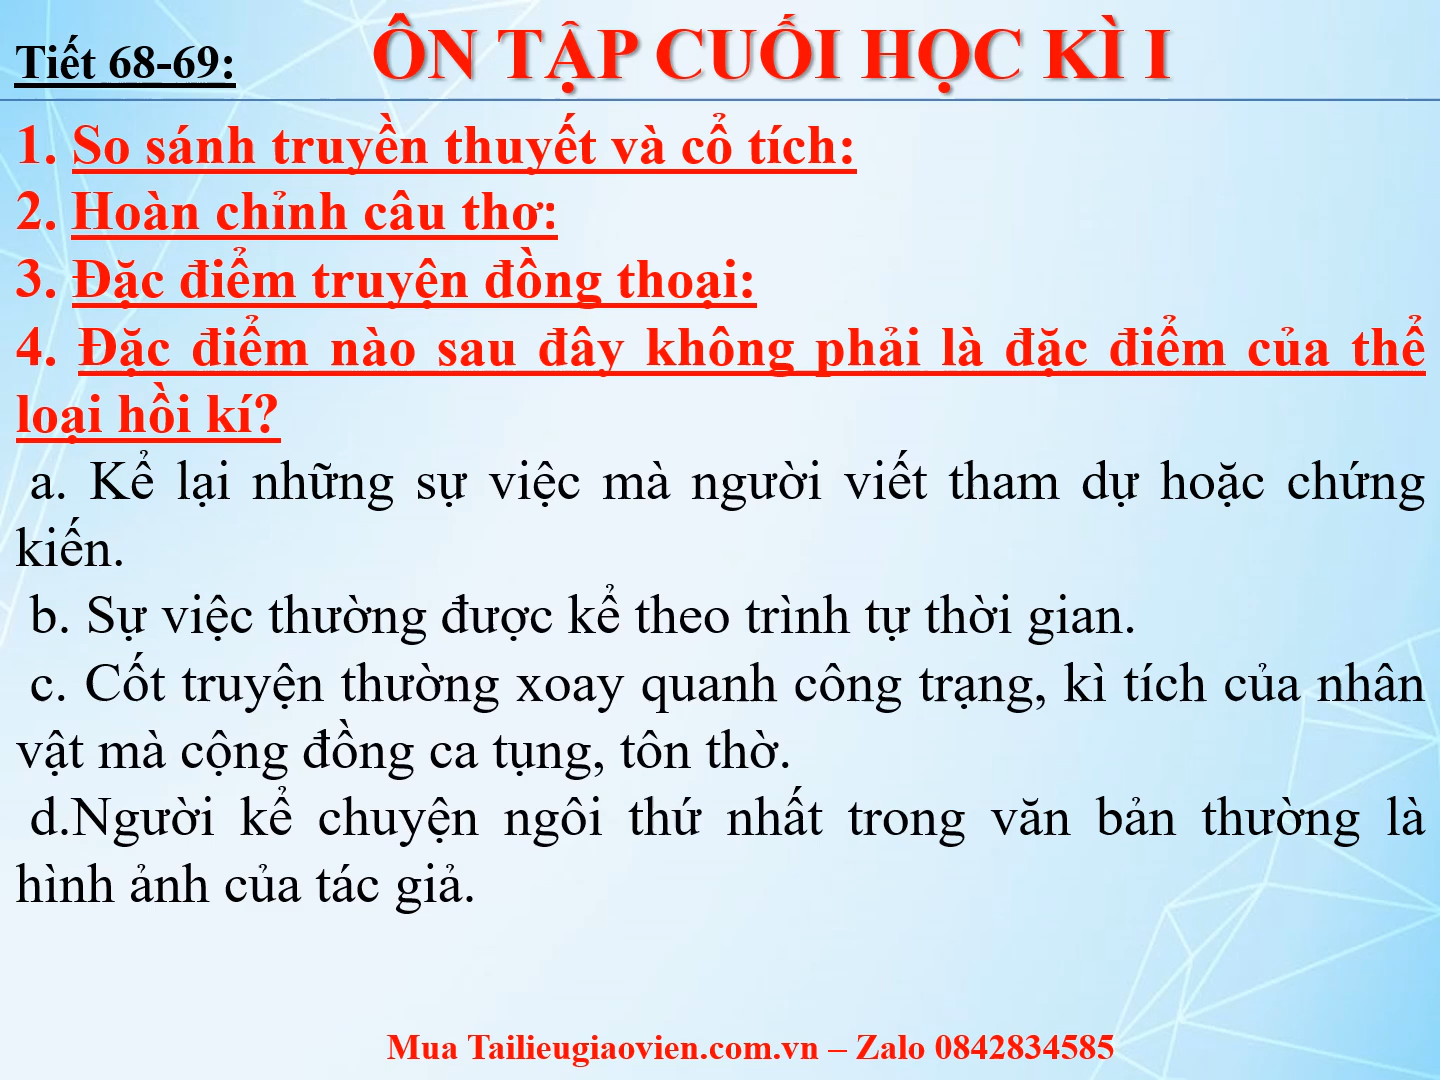 Tiết 68-69:
ÔN TẬP CUỐI HỌC KÌ I
1. So sánh truyền thuyết và cổ tích:
2. Hoàn chỉnh câu thơ:
3. Đặc điểm truyện đồng thoại:
4. Đặc điểm nào sau đây không phải là đặc điểm của thể
loại hồi kí?
a. Kể lại những sự việc mà người viết tham dự hoặc chứng
kiến.
b. Sự việc thường được kể theo trình tự thời gian.
c. Cốt truyện thường xoay quanh công trạng, kì tích của nhân
vật mà cộng đồng ca tụng, tôn thờ.
d.Người kể chuyện ngôi thứ nhất trong văn bản thường là
hình ảnh của tác giả.
Mua Tailieugiaovien.com.vn – Zalo 0842834585